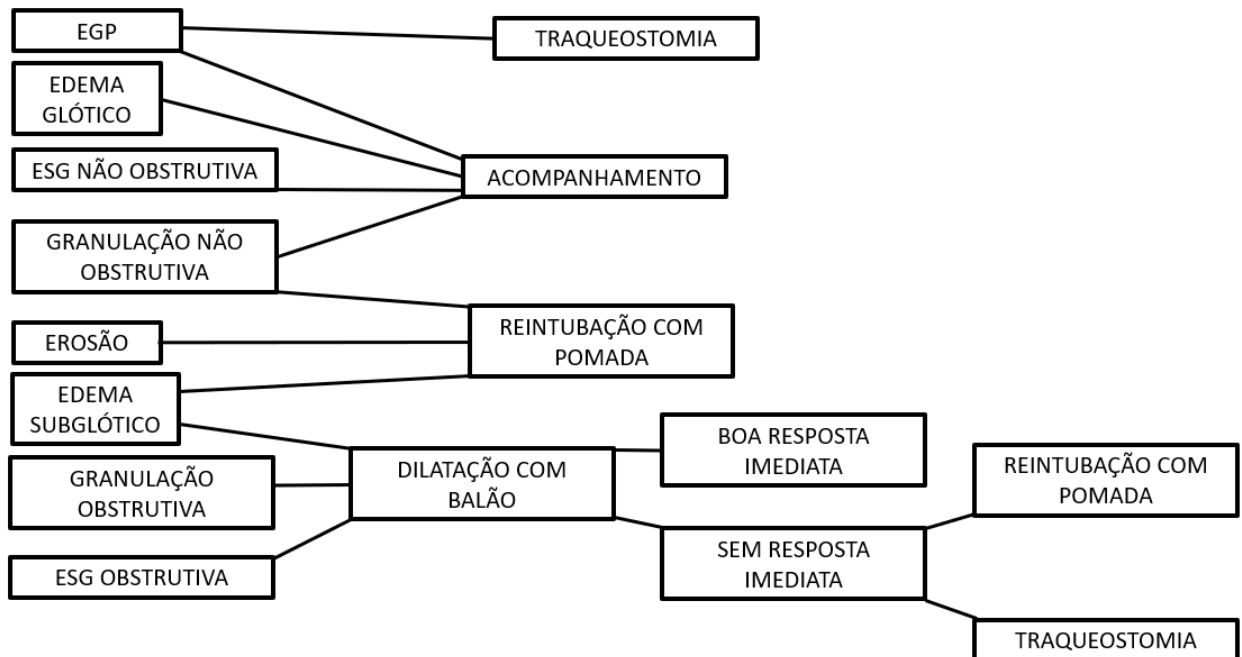 EGP
TRAQUEOSTOMIA
EDEMA
GLÓTICO
ESG NÃO OBSTRUTIVA
ACOMPANHAMENTO
GRANULAÇÃO NÃO
OBSTRUTIVA
REINTUBAÇÃO COM
POMADA
EROSÃO
EDEMA
SUBGLÓTICO
BOA RESPOSTA
IMEDIATA
GRANULAÇÃO
OBSTRUTIVA
DILATAÇÃO COM
BALÃO
REINTUBAÇÃO COM
POMADA
SEM RESPOSTA
IMEDIATA
ESG OBSTRUTIVA
TRAQUEOSTOMIA